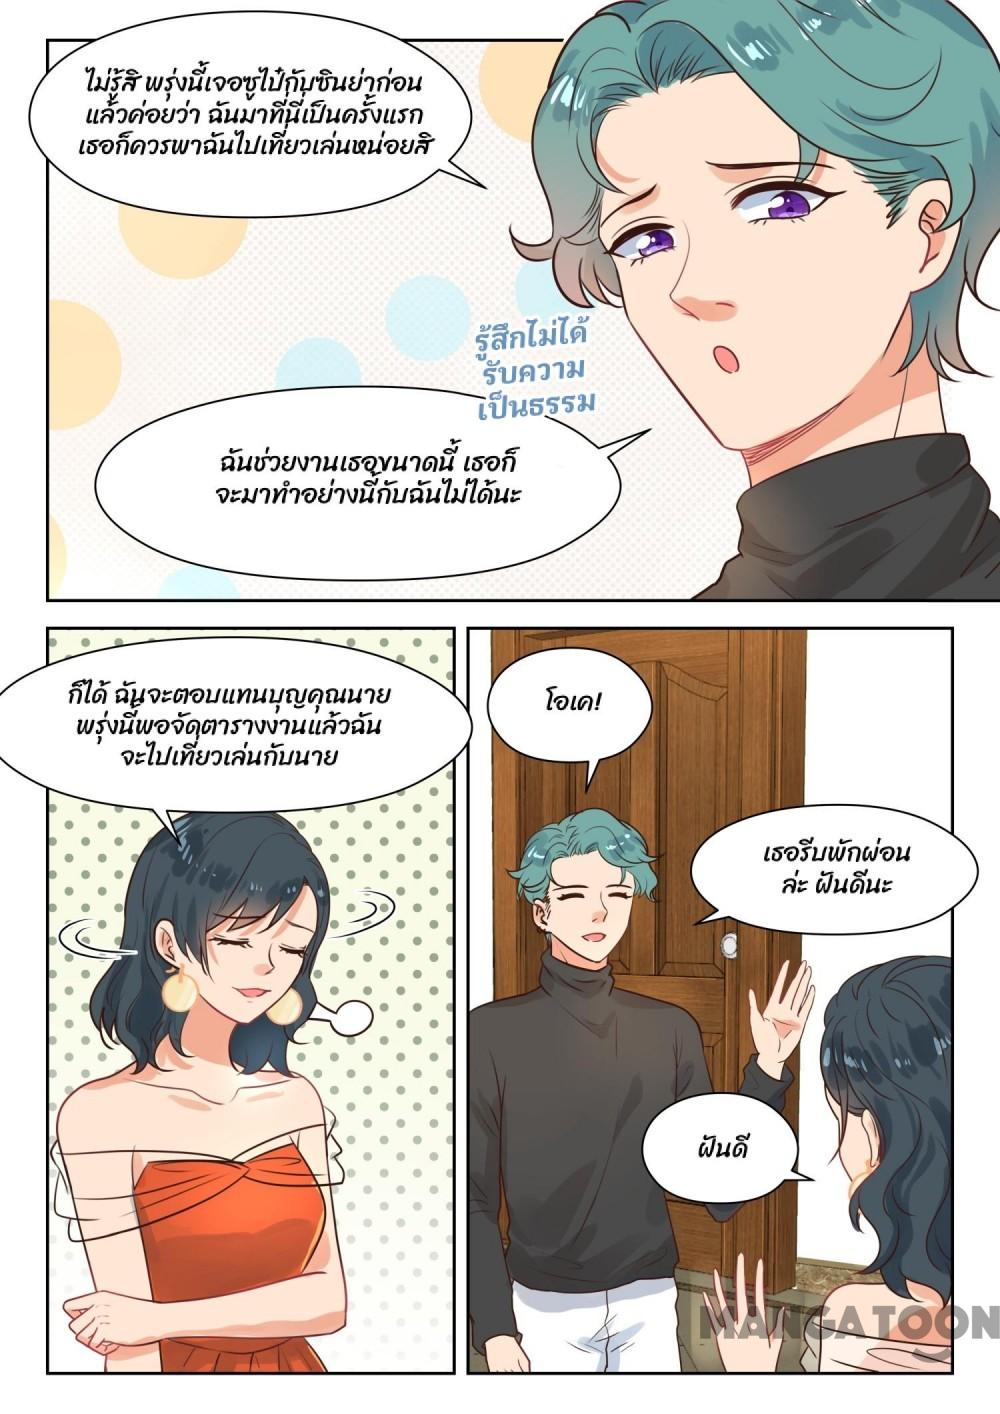 ไม่รู้สิ พรุ่งนี้เจอซูไป๋กับซินย่าก่อน
แล้วค่อยว่า ฉันมาที่นี่เป็นครั้งแรก
เธอก็ควรพาฉันไปเที่ยวเล่นหน่อยสิ
รู้สึกไม่ได้
รับความ
เป็นธรรม
ฉันช่วยงานเธอขนาดนี้ เธอก็
จะมาทำอย่างนี้กับฉันไม่ได้นะ
ก็ได้ ฉันจะตอบแทนบุญคุณนาย
พรุ่งนี้พอจัดตารางงานแล้วฉัน
จะไปเที่ยวเล่นกับนาย
โอเค!
เธอรีบพักผ่อน
ล่ะ ฝันดีนะ
ฝันดี
MANGATOON